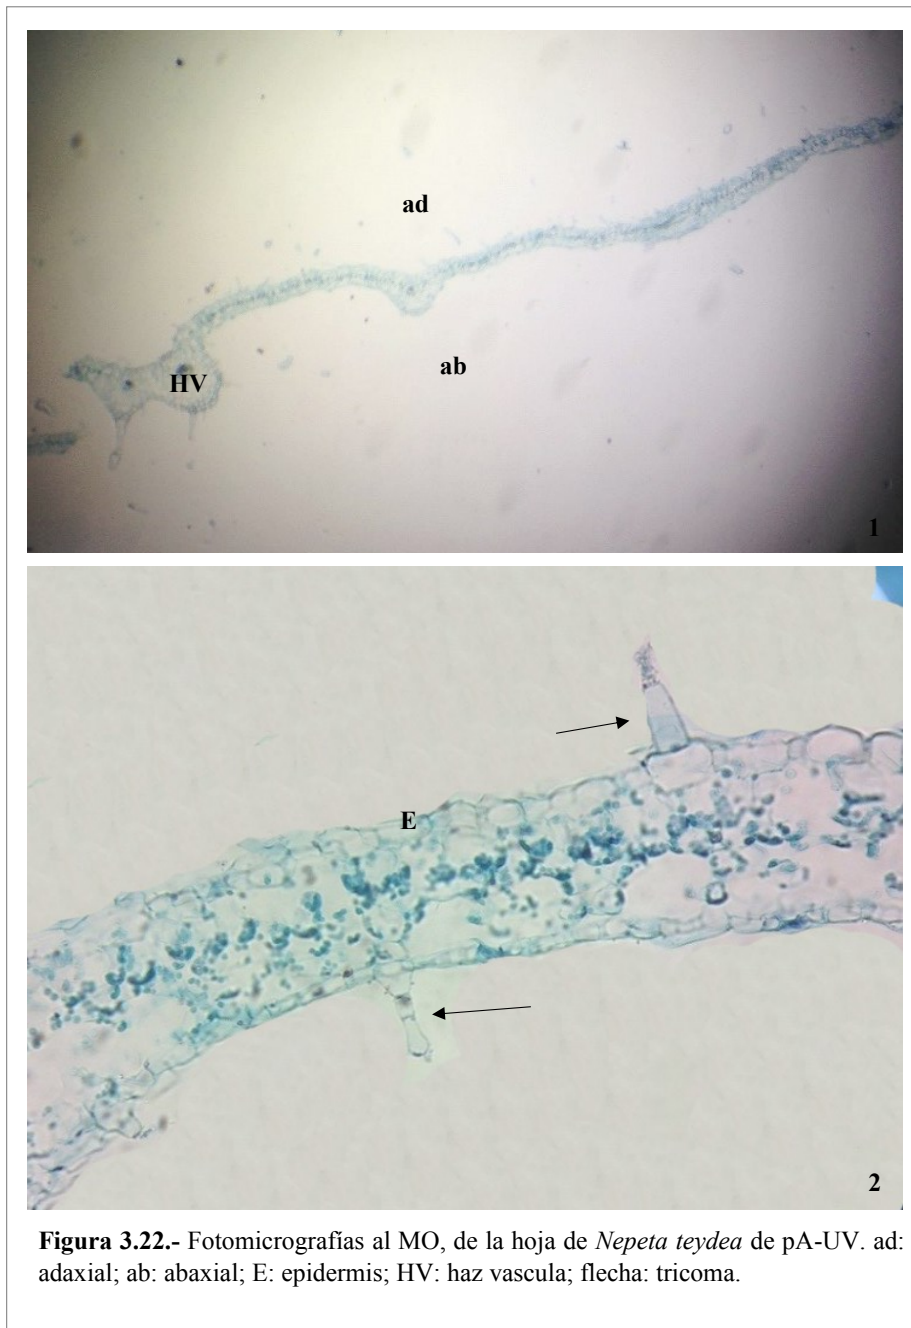 ad
ab
HV
1
E
2
Figura 3.22.- Fotomicrografías al MO, de la hoja de Nepeta teydea de pA-UV. ad:
adaxial; ab: abaxial; E: epidermis; HV: haz vascula; flecha: tricoma.